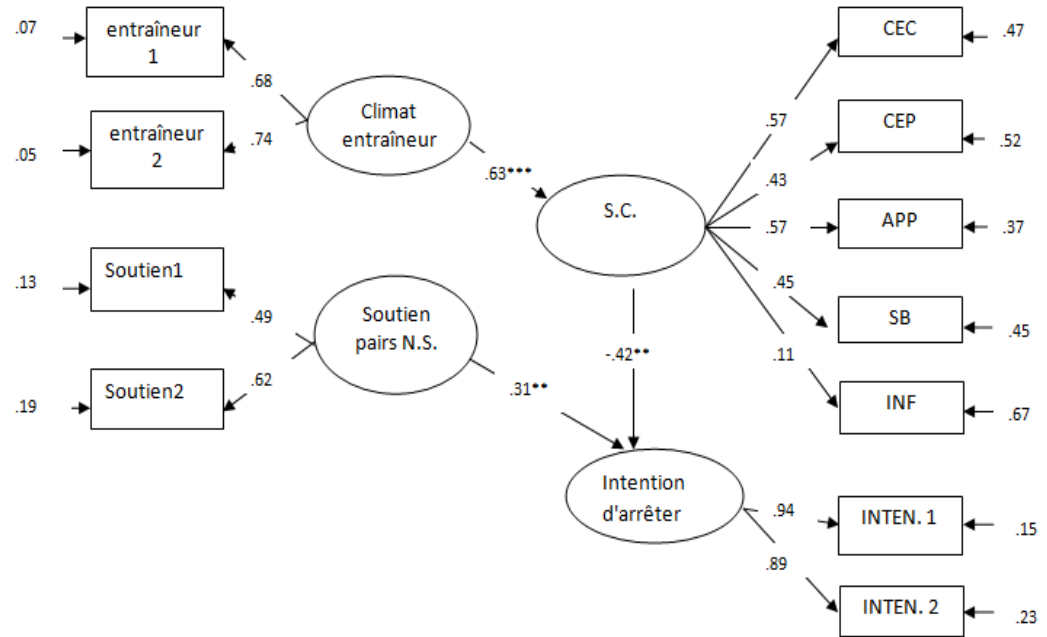 .07
entraîneur
1
.68
.05
entraîneur
2
.74
Climat
entraîneur
.63***
.13
Soutien1
.49
.19
Soutien2
.62
Soutien
pairs N.S.
.31**
S.C.
-.42**
Intention
d'arrêter
.57
CEC
.47
.43
CEP
.52
.57
APP
.37
.45
SB
.45
.11
INF
.67
.94
INTEN. 1
.15
.89
INTEN. 2
.23